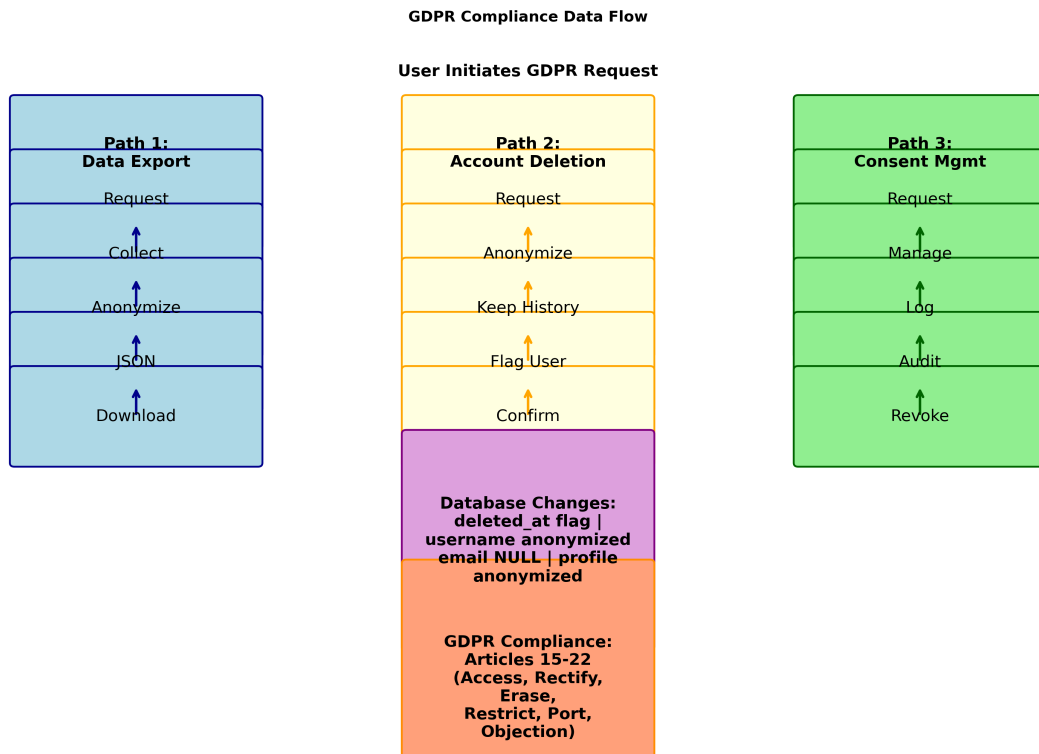 GDPR Compliance Data Flow
User Initiates GDPR Request
Path 1:
Data Export
Request
Collect
Anonymize
JSON
Download
Path 2:
Account Deletion
Request
Anonymize
Keep History
Flag User
Confirm
Path 3:
Consent Mgmt
Request
Manage
Log
Audit
Revoke
Database Changes:
deleted_at flag |
username anonymized
email NULL | profile
anonymized
GDPR Compliance:
Articles 15-22
(Access, Rectify,
Erase,
Restrict, Port,
Objection)